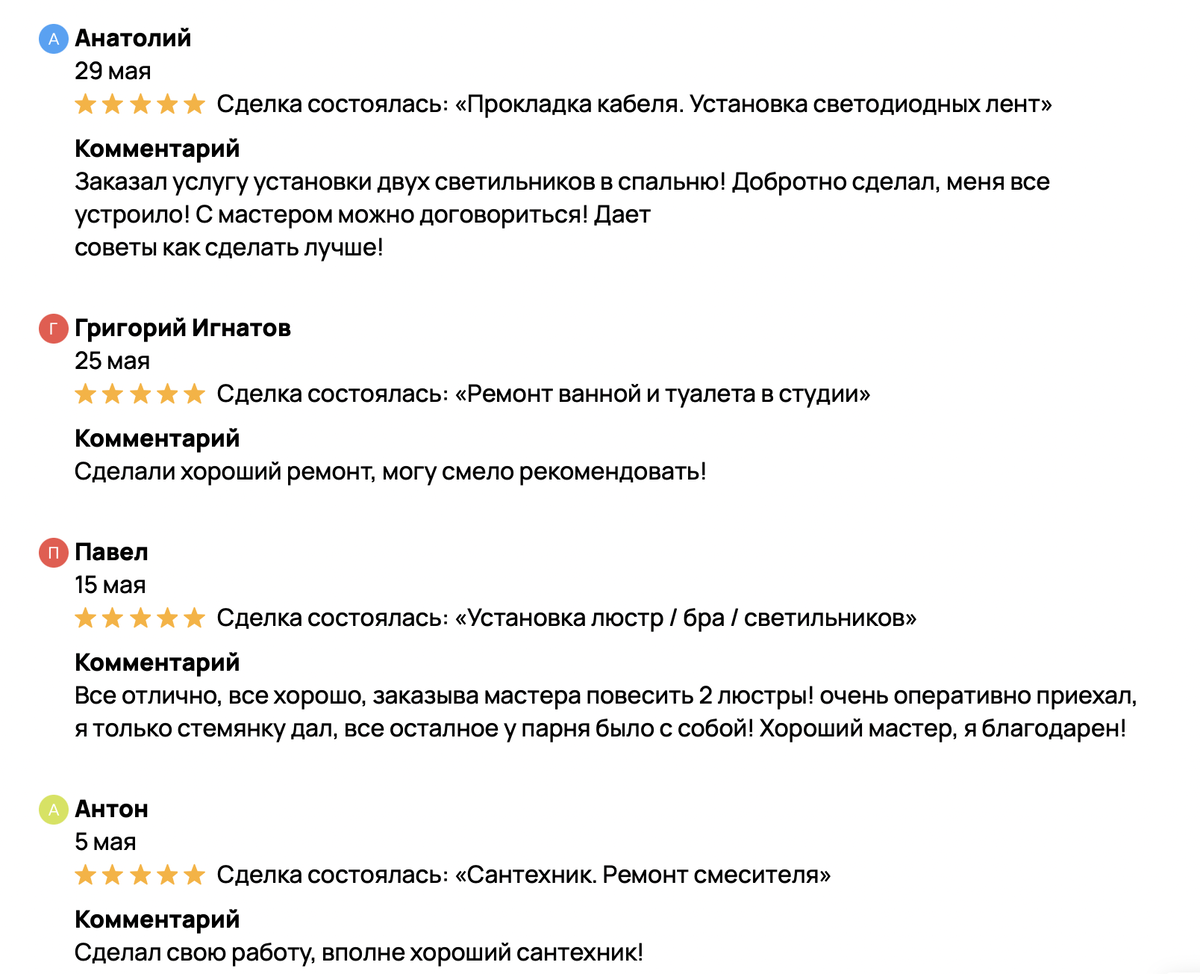 А Анатолий
29 мая
Сделка состоялась: «Прокладка кабеля. Установка светодиодных лент»
Комментарий
Заказал услугу установки двух светильников в спальню! Добротно сделал, меня все
устроило! С мастером можно договориться! Дает
советы как сделать лучше!
Г Григорий Игнатов
25 мая
Сделка состоялась: «Ремонт ванной и туалета в студии»
Комментарий
Сделали хороший ремонт, могу смело рекомендовать!
П Павел
15 мая
Сделка состоялась: «Установка люстр / бра / светильников»
Комментарий
Все отлично, все хорошо, заказыва мастера повесить 2 люстры! очень оперативно приехал,
я только стемянку дал, все осталное у парня было с собой! Хороший мастер, я благодарен!
А Антон
5 мая
Сделка состоялась: «Сантехник. Ремонт смесителя»
Комментарий
Сделал свою работу, вполне хороший сантехник!